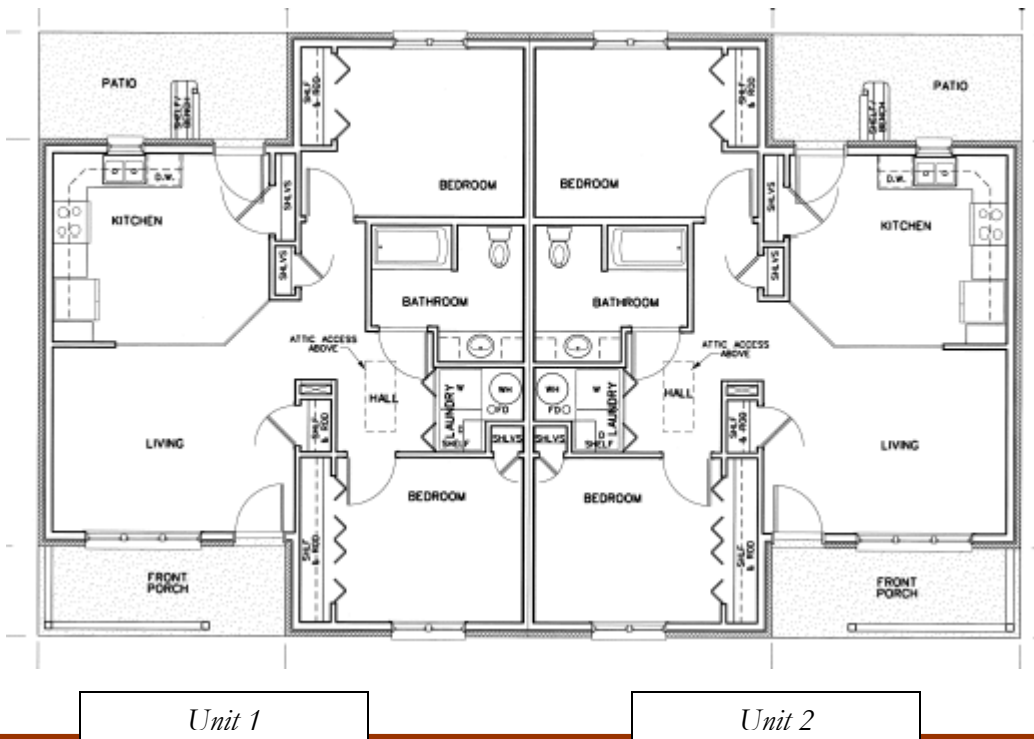 PATIO
SHELF/
BENCH
SHLF
& ROD
BEDROOM
BEDROOM
SHLF
& ROD
SHELF/
BENCH
PATIO
D.W.
KITCHEN
SHLVS
SHLVS
D.W.
KITCHEN
SHLVS
SHLVS
BATHROOM
BATHROOM
ATTIC ACCESS
ABOVE
ATTIC ACCESS
ABOVE
HALL
LAUNDRY
W
WH
FD
D
SHELF
SHLVS
WH
W
FD
D
SHELF
SHLVS
LAUNDRY
HALL
LIVING
SHLF
& ROD
SHLF
& ROD
LIVING
BEDROOM
BEDROOM
SHLF
& ROD
SHLF
& ROD
FRONT
PORCH
FRONT
PORCH
Unit 1
Unit 2